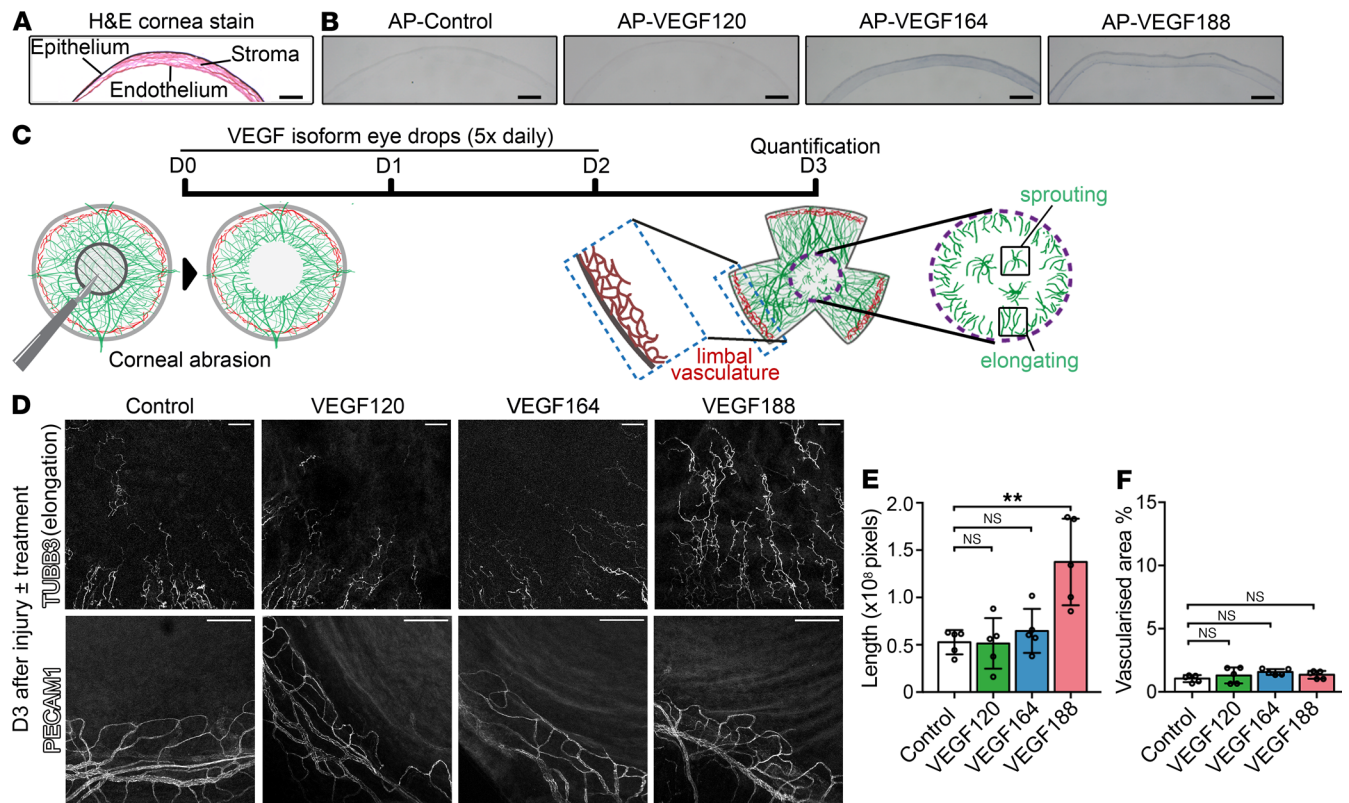 A
H&E cornea stain
Epithelium
Stroma
Endothelium
B
AP-Control
AP-VEGF120
AP-VEGF164
AP-VEGF188
C
VEGF isoform eye drops (5x daily)
Quantification
D0
D1
D2
D3
sprouting
Corneal abrasion
limbal
vasculature
elongating
D
Control
VEGF120
VEGF164
VEGF188
D3 after injury ± treatment
TUBB3 (elongation)
PECAM1
E
Length (x10⁸ pixels)
2.0
1.5
1.0
0.5
0
**
NS
NS
Control
VEGF120
VEGF164
VEGF188
F
Vascularised area %
15
10
5
0
NS
NS
NS
Control
VEGF120
VEGF164
VEGF188